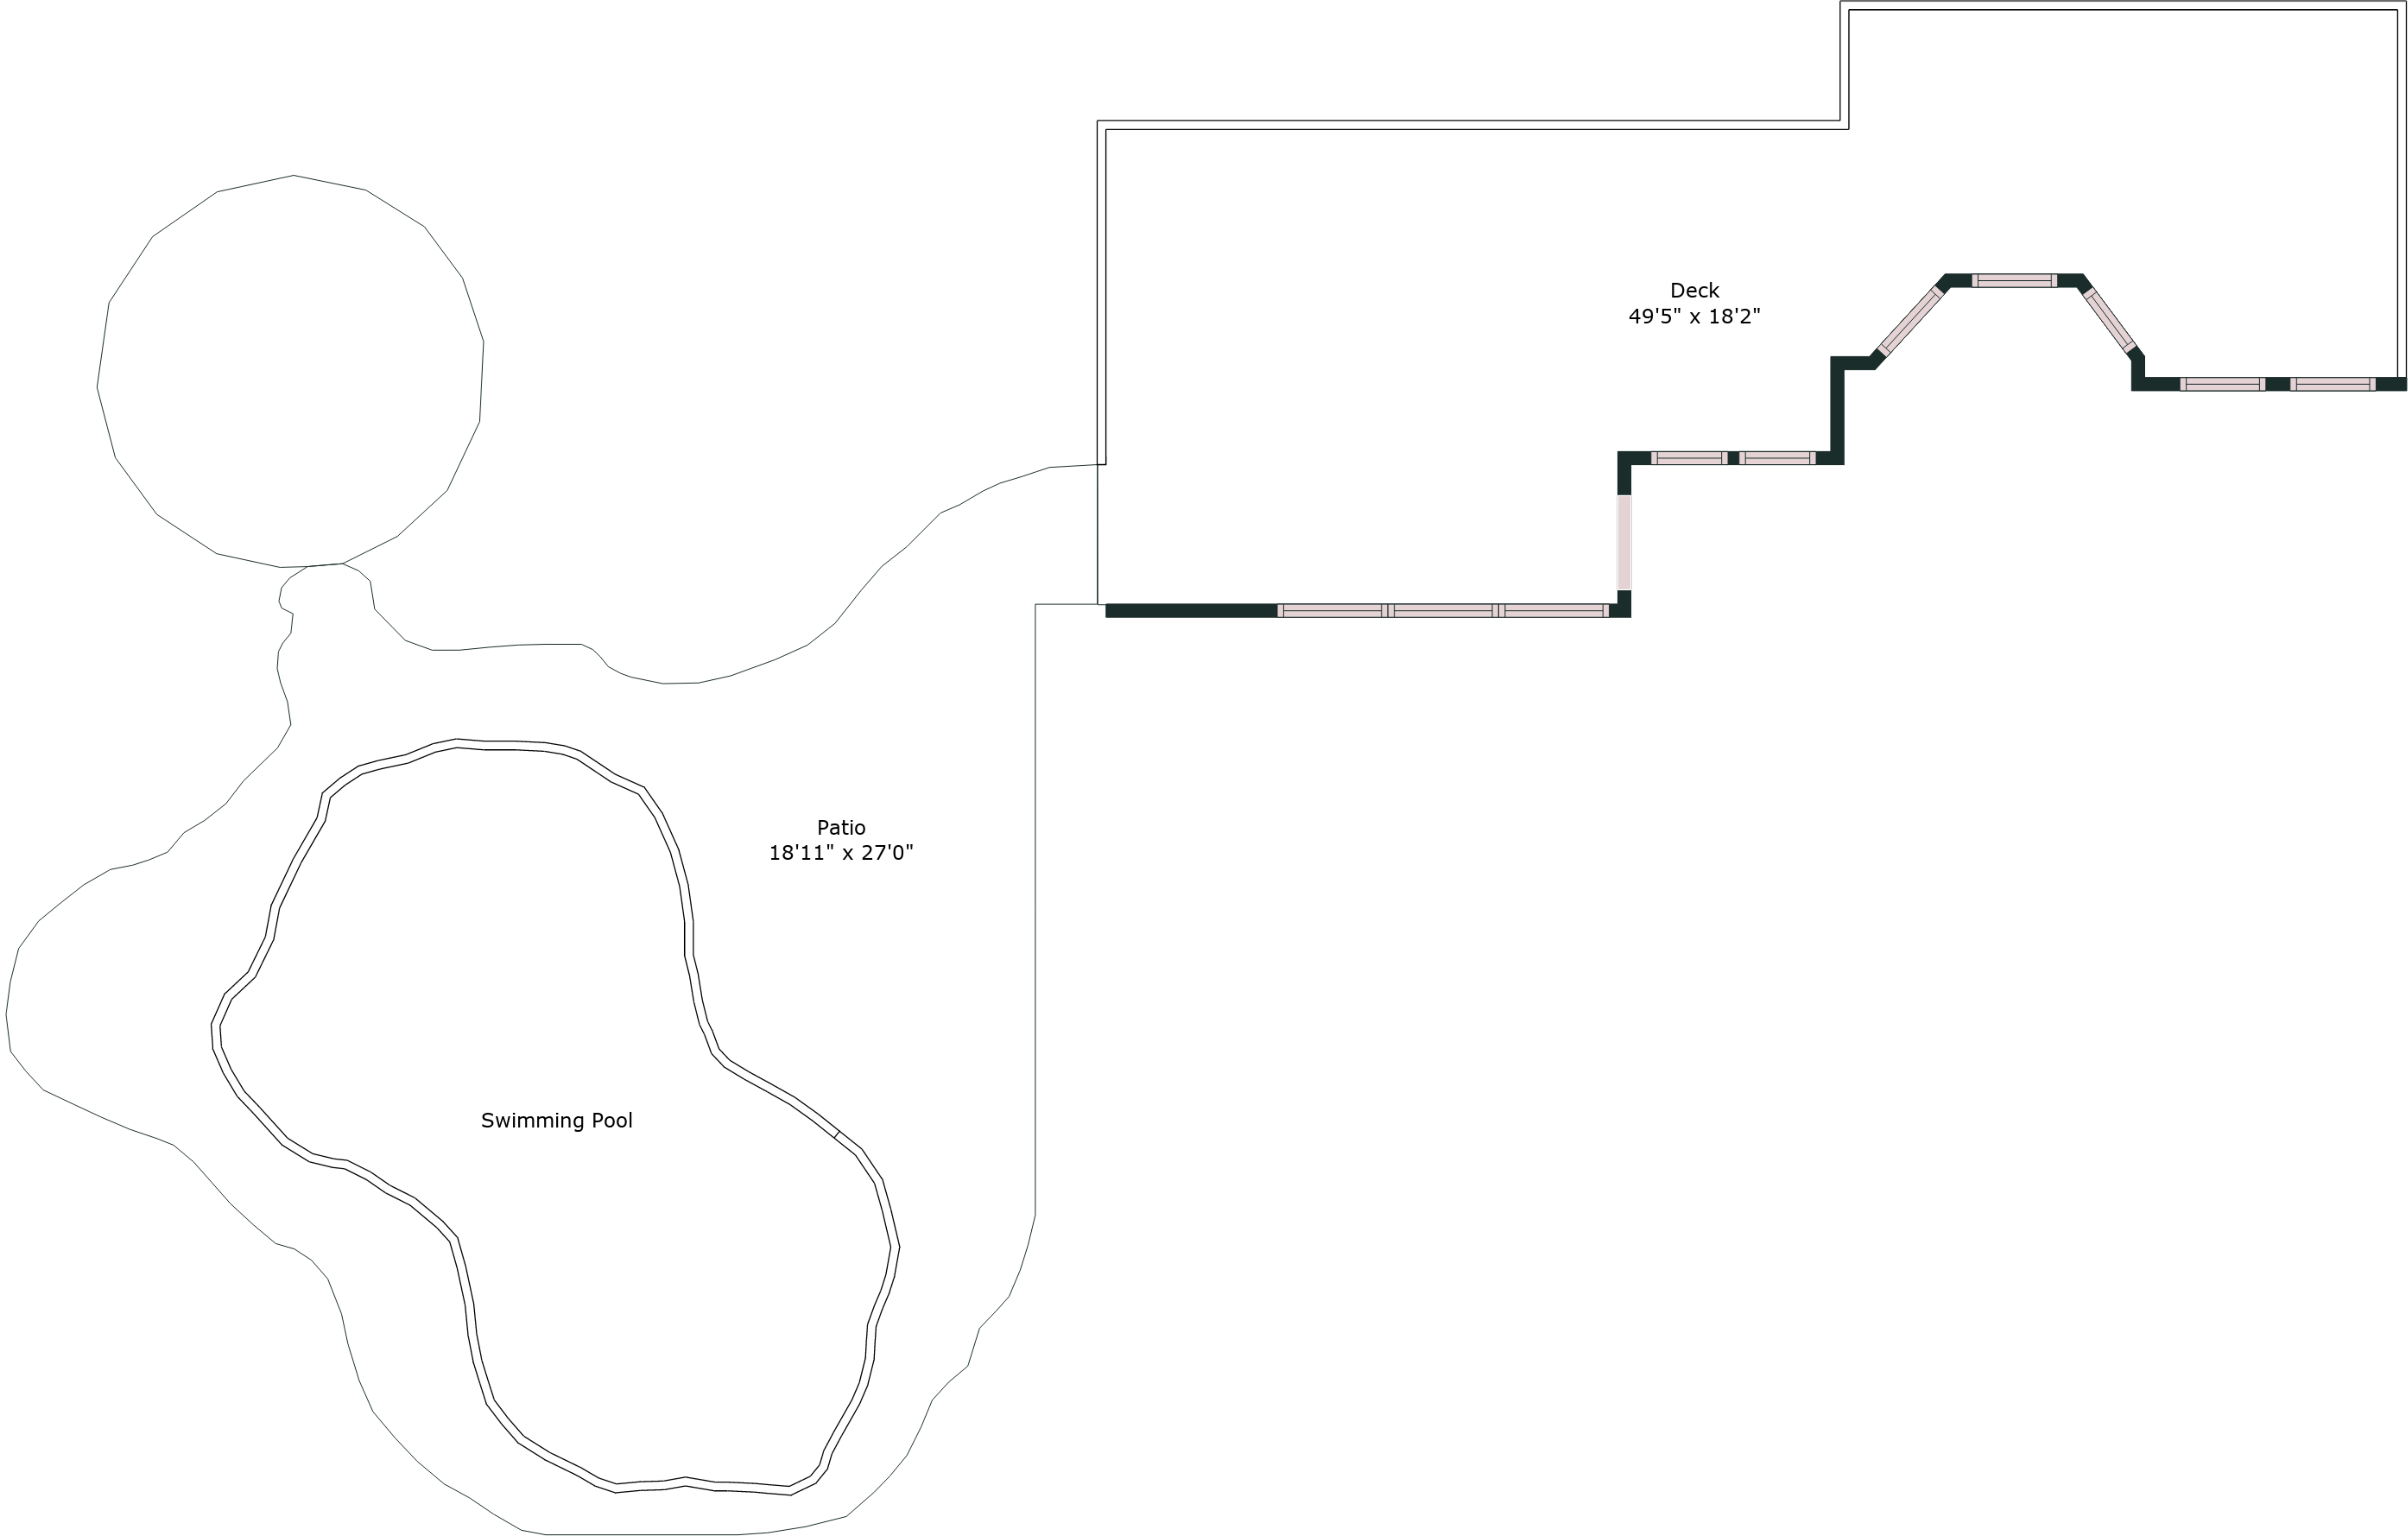 Deck
49'5" x 18'2"
Patio
18'11" x 27'0"
Swimming Pool